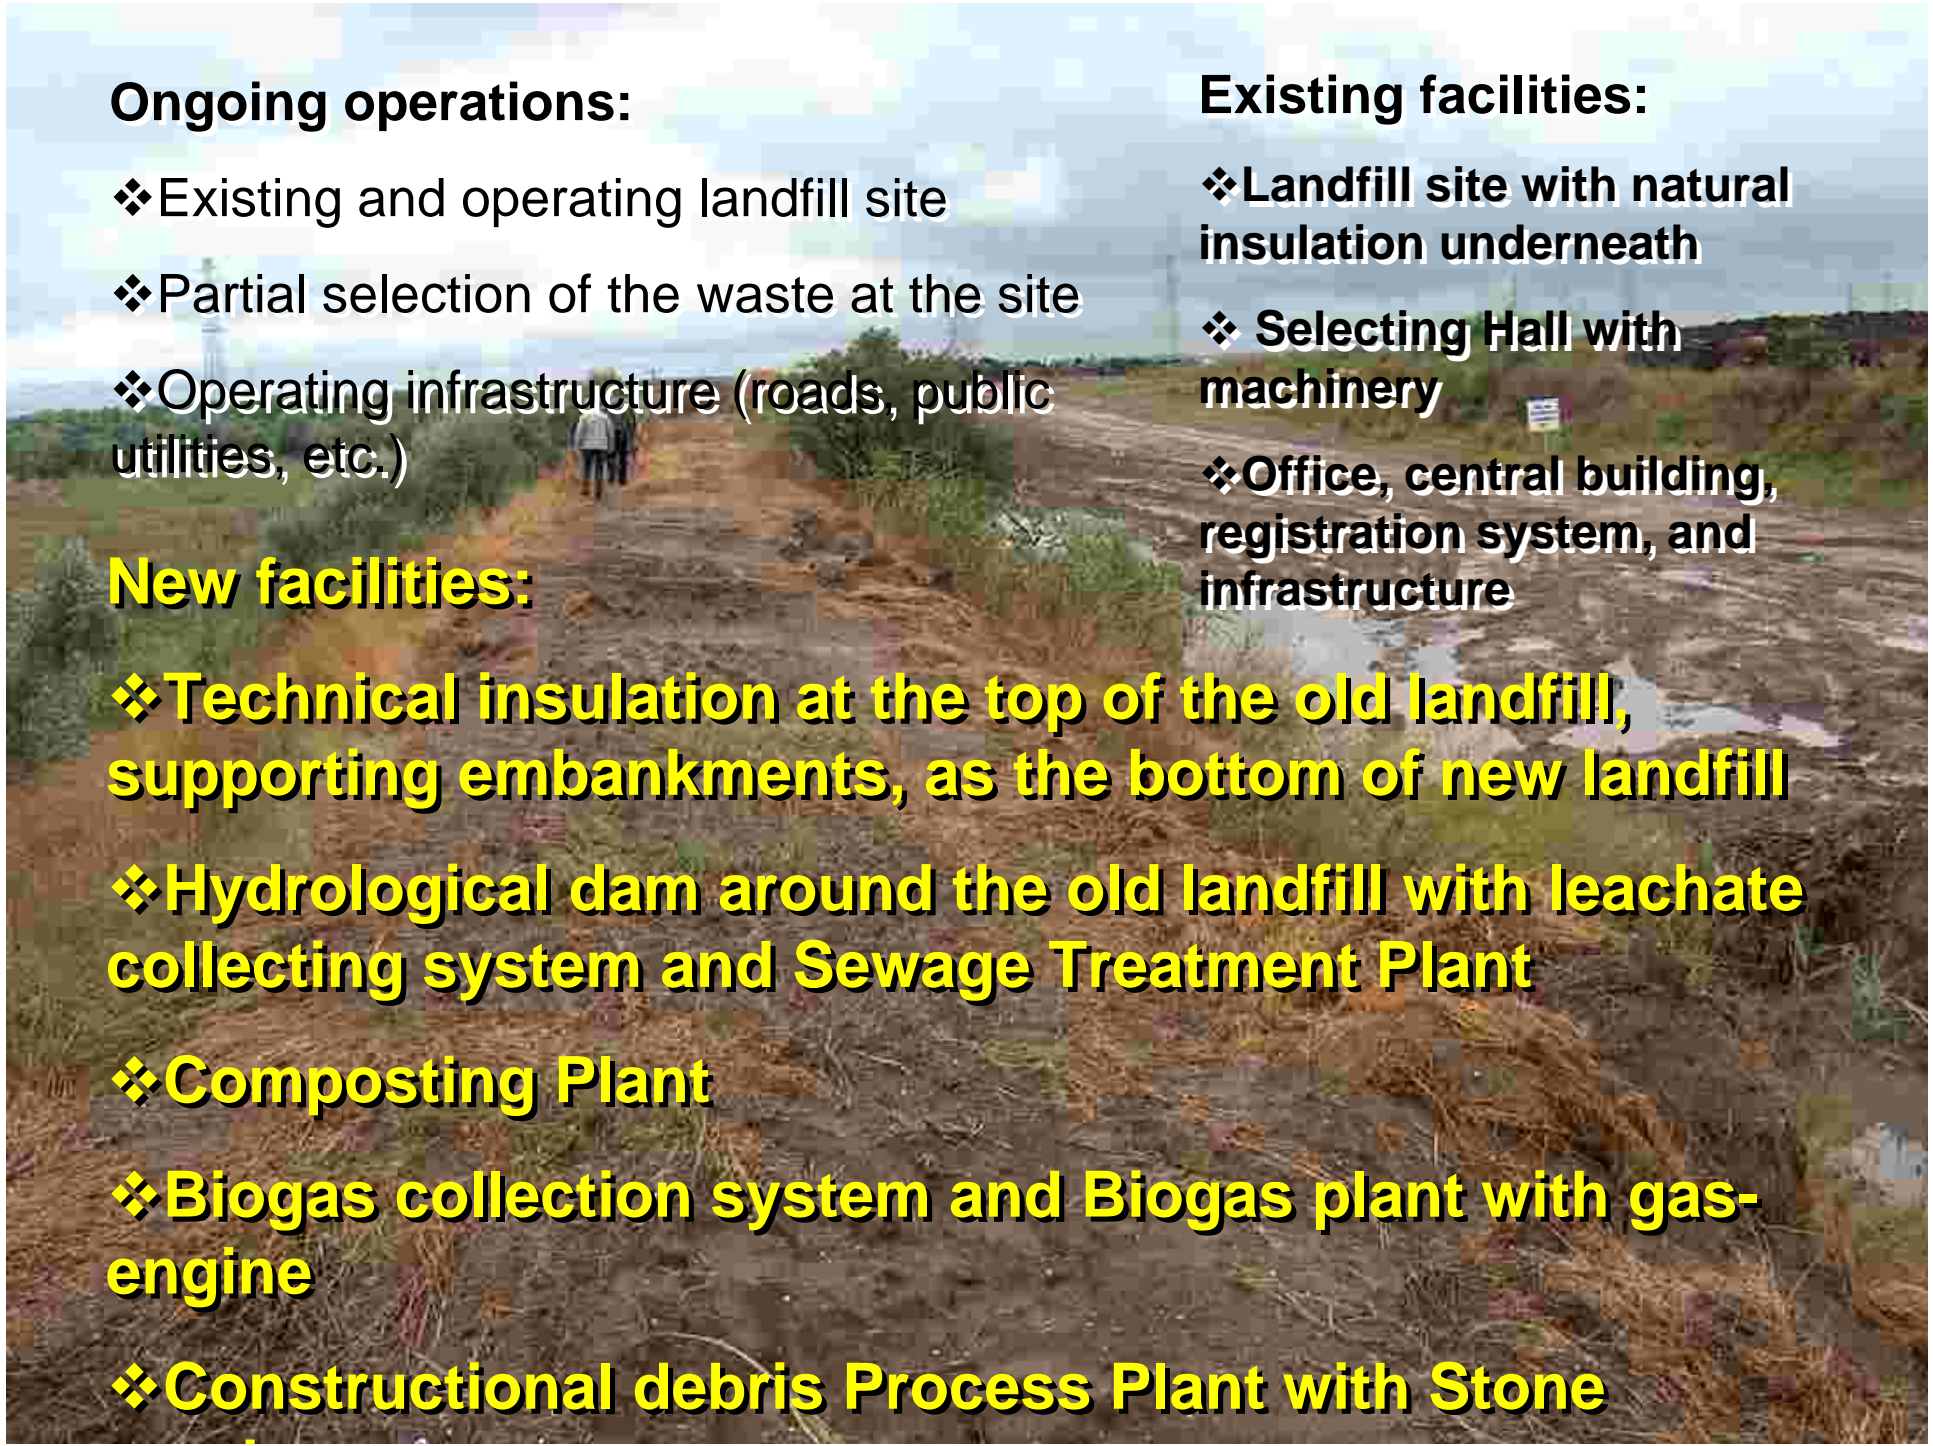 Ongoing operations:
❖Existing and operating landfill site
❖Partial selection of the waste at the site
❖Operating infrastructure (roads, public
utilities, etc.)
Existing facilities:
❖Landfill site with natural
insulation underneath
❖ Selecting Hall with
machinery
❖Office, central building,
registration system, and
infrastructure
New facilities:
❖Technical insulation at the top of the old landfill,
supporting embankments, as the bottom of new landfill
❖Hydrological dam around the old landfill with leachate
collecting system and Sewage Treatment Plant
❖Composting Plant
❖Biogas collection system and Biogas plant with gas-
engine
❖Constructional debris Process Plant with Stone